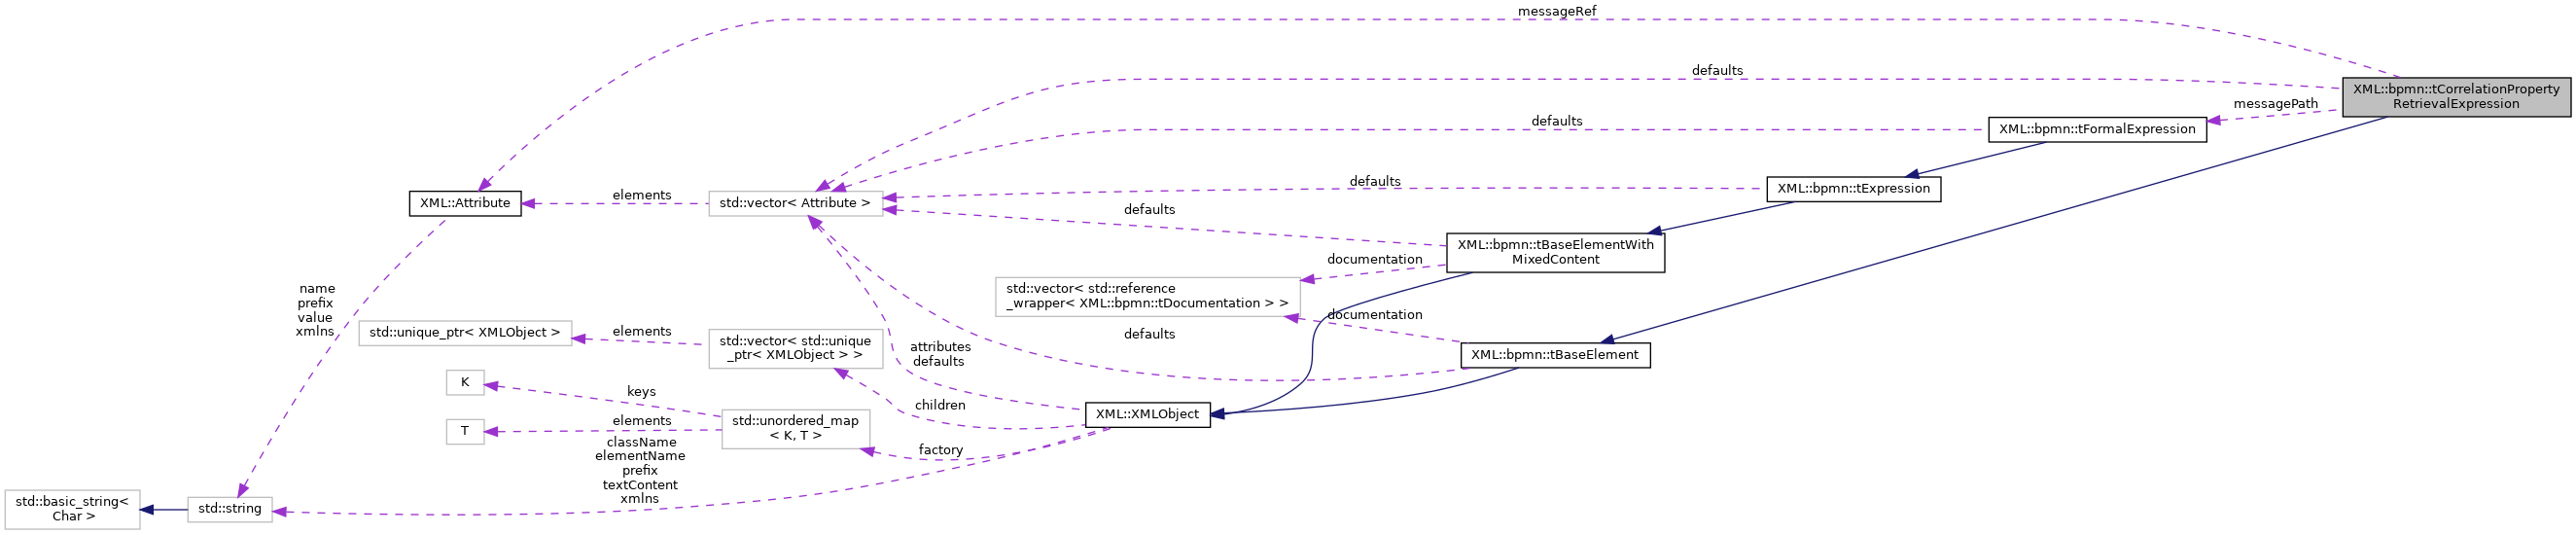 messageRef
defaults
XML::bpmn::tCorrelationProperty
RetrievalExpression
messagePath
defaults
XML::bpmn::tFormalExpression
defaults
XML::bpmn::tExpression
elements
XML::Attribute
std::vector< Attribute >
defaults
XML::bpmn::tBaseElementWith
MixedContent
documentation
std::vector< std::reference
_wrapper< XML::bpmn::tDocumentation > >
name
prefix
value
xmlns
documentation
std::unique_ptr< XMLObject >
elements
std::vector< std::unique
_ptr< XMLObject > >
defaults
attributes
defaults
XML::bpmn::tBaseElement
K
keys
children
XML::XMLObject
T
elements
std::unordered_map
< K, T >
className
elementName
prefix
textContent
xmlns
factory
std::basic_string<
Char >
std::string